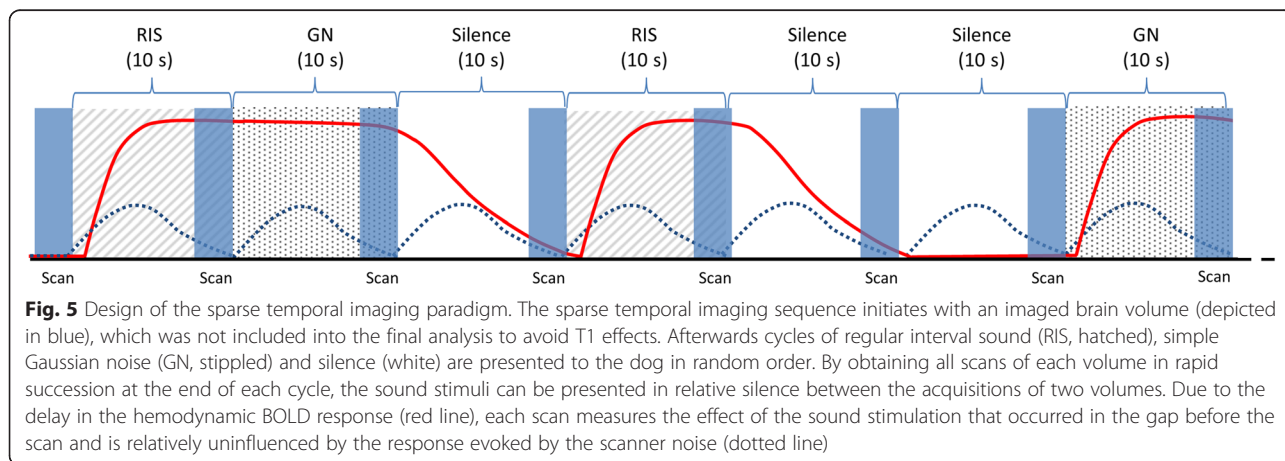 RIS GN Silence RIS Silence Silence GN
(10 s) (10 s) (10 s) (10 s) (10 s) (10 s) (10 s)
Scan Scan Scan Scan Scan Scan Scan Scan
Fig. 5 Design of the sparse temporal imaging paradigm. The sparse temporal imaging sequence initiates with an imaged brain volume (depicted
in blue), which was not included into the final analysis to avoid T1 effects. Afterwards cycles of regular interval sound (RIS, hatched), simple
Gaussian noise (GN, stippled) and silence (white) are presented to the dog in random order. By obtaining all scans of each volume in rapid
succession at the end of each cycle, the sound stimuli can be presented in relative silence between the acquisitions of two volumes. Due to the
delay in the hemodynamic BOLD response (red line), each scan measures the effect of the sound stimulation that occurred in the gap before the
scan and is relatively uninfluenced by the response evoked by the scanner noise (dotted line)